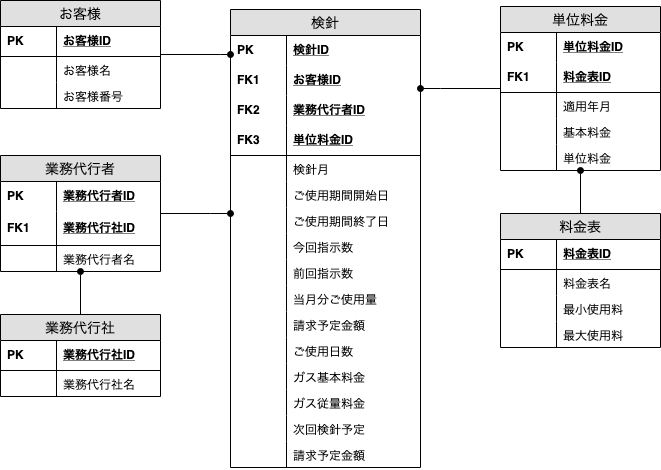 お客様
PK お客様ID
お客様名
お客様番号
業務代行者
PK 業務代行者ID
FK1 業務代行社ID
業務代行者名
業務代行社
PK 業務代行社ID
業務代行社名
検針
PK 検針ID
FK1 お客様ID
FK2 業務代行者ID
FK3 単位料金ID
検針月
ご使用期間開始日
ご使用期間終了日
今回指示数
前回指示数
当月分ご使用量
請求予定金額
ご使用日数
ガス基本料金
ガス従量料金
次回検針予定
請求予定金額
単位料金
PK 単位料金ID
FK1 料金表ID
適用年月
基本料金
単位料金
料金表
PK 料金表ID
料金表名
最小使用料
最大使用料